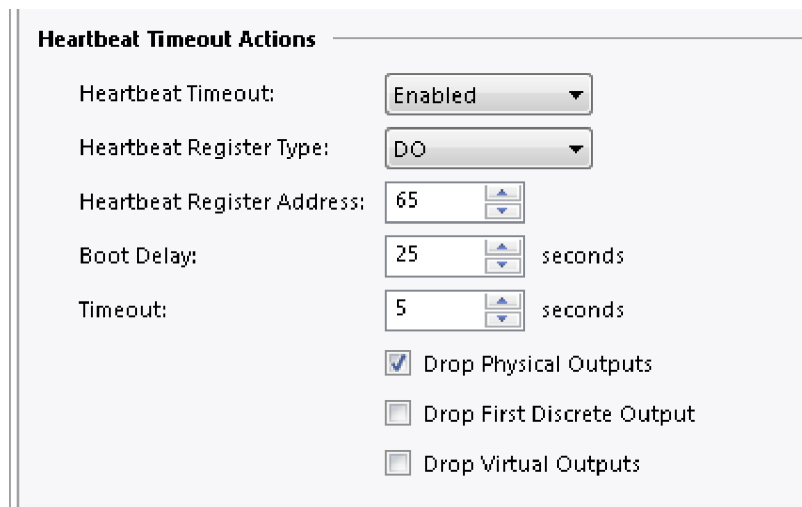 Heartbeat Timeout Actions
Heartbeat Timeout: Enabled
Heartbeat Register Type: DO
Heartbeat Register Address: 65
Boot Delay: 25 seconds
Timeout: 5 seconds
Drop Physical Outputs
Drop First Discrete Output
Drop Virtual Outputs